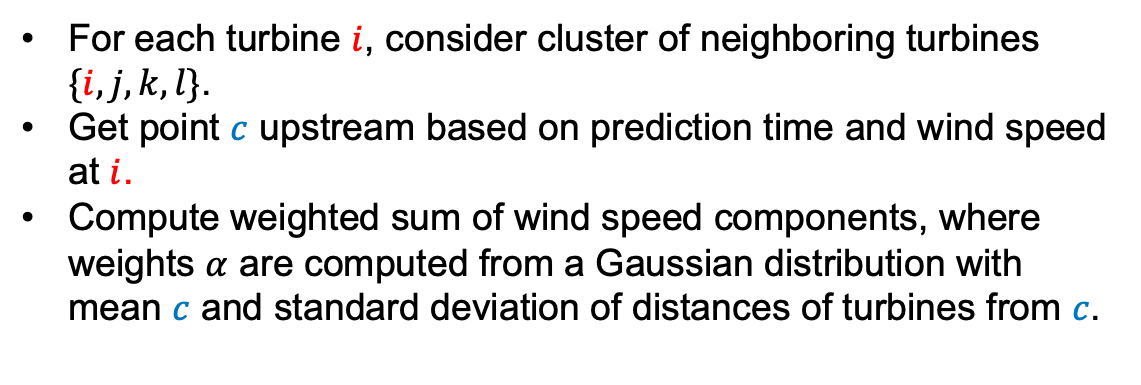 • For each turbine 𝑖, consider cluster of neighboring turbines
{𝑖, 𝑗, 𝑘, 𝑙}.
• Get point 𝑐 upstream based on prediction time and wind speed
at 𝑖.
• Compute weighted sum of wind speed components, where
weights 𝛼 are computed from a Gaussian distribution with
mean 𝑐 and standard deviation of distances of turbines from 𝑐.